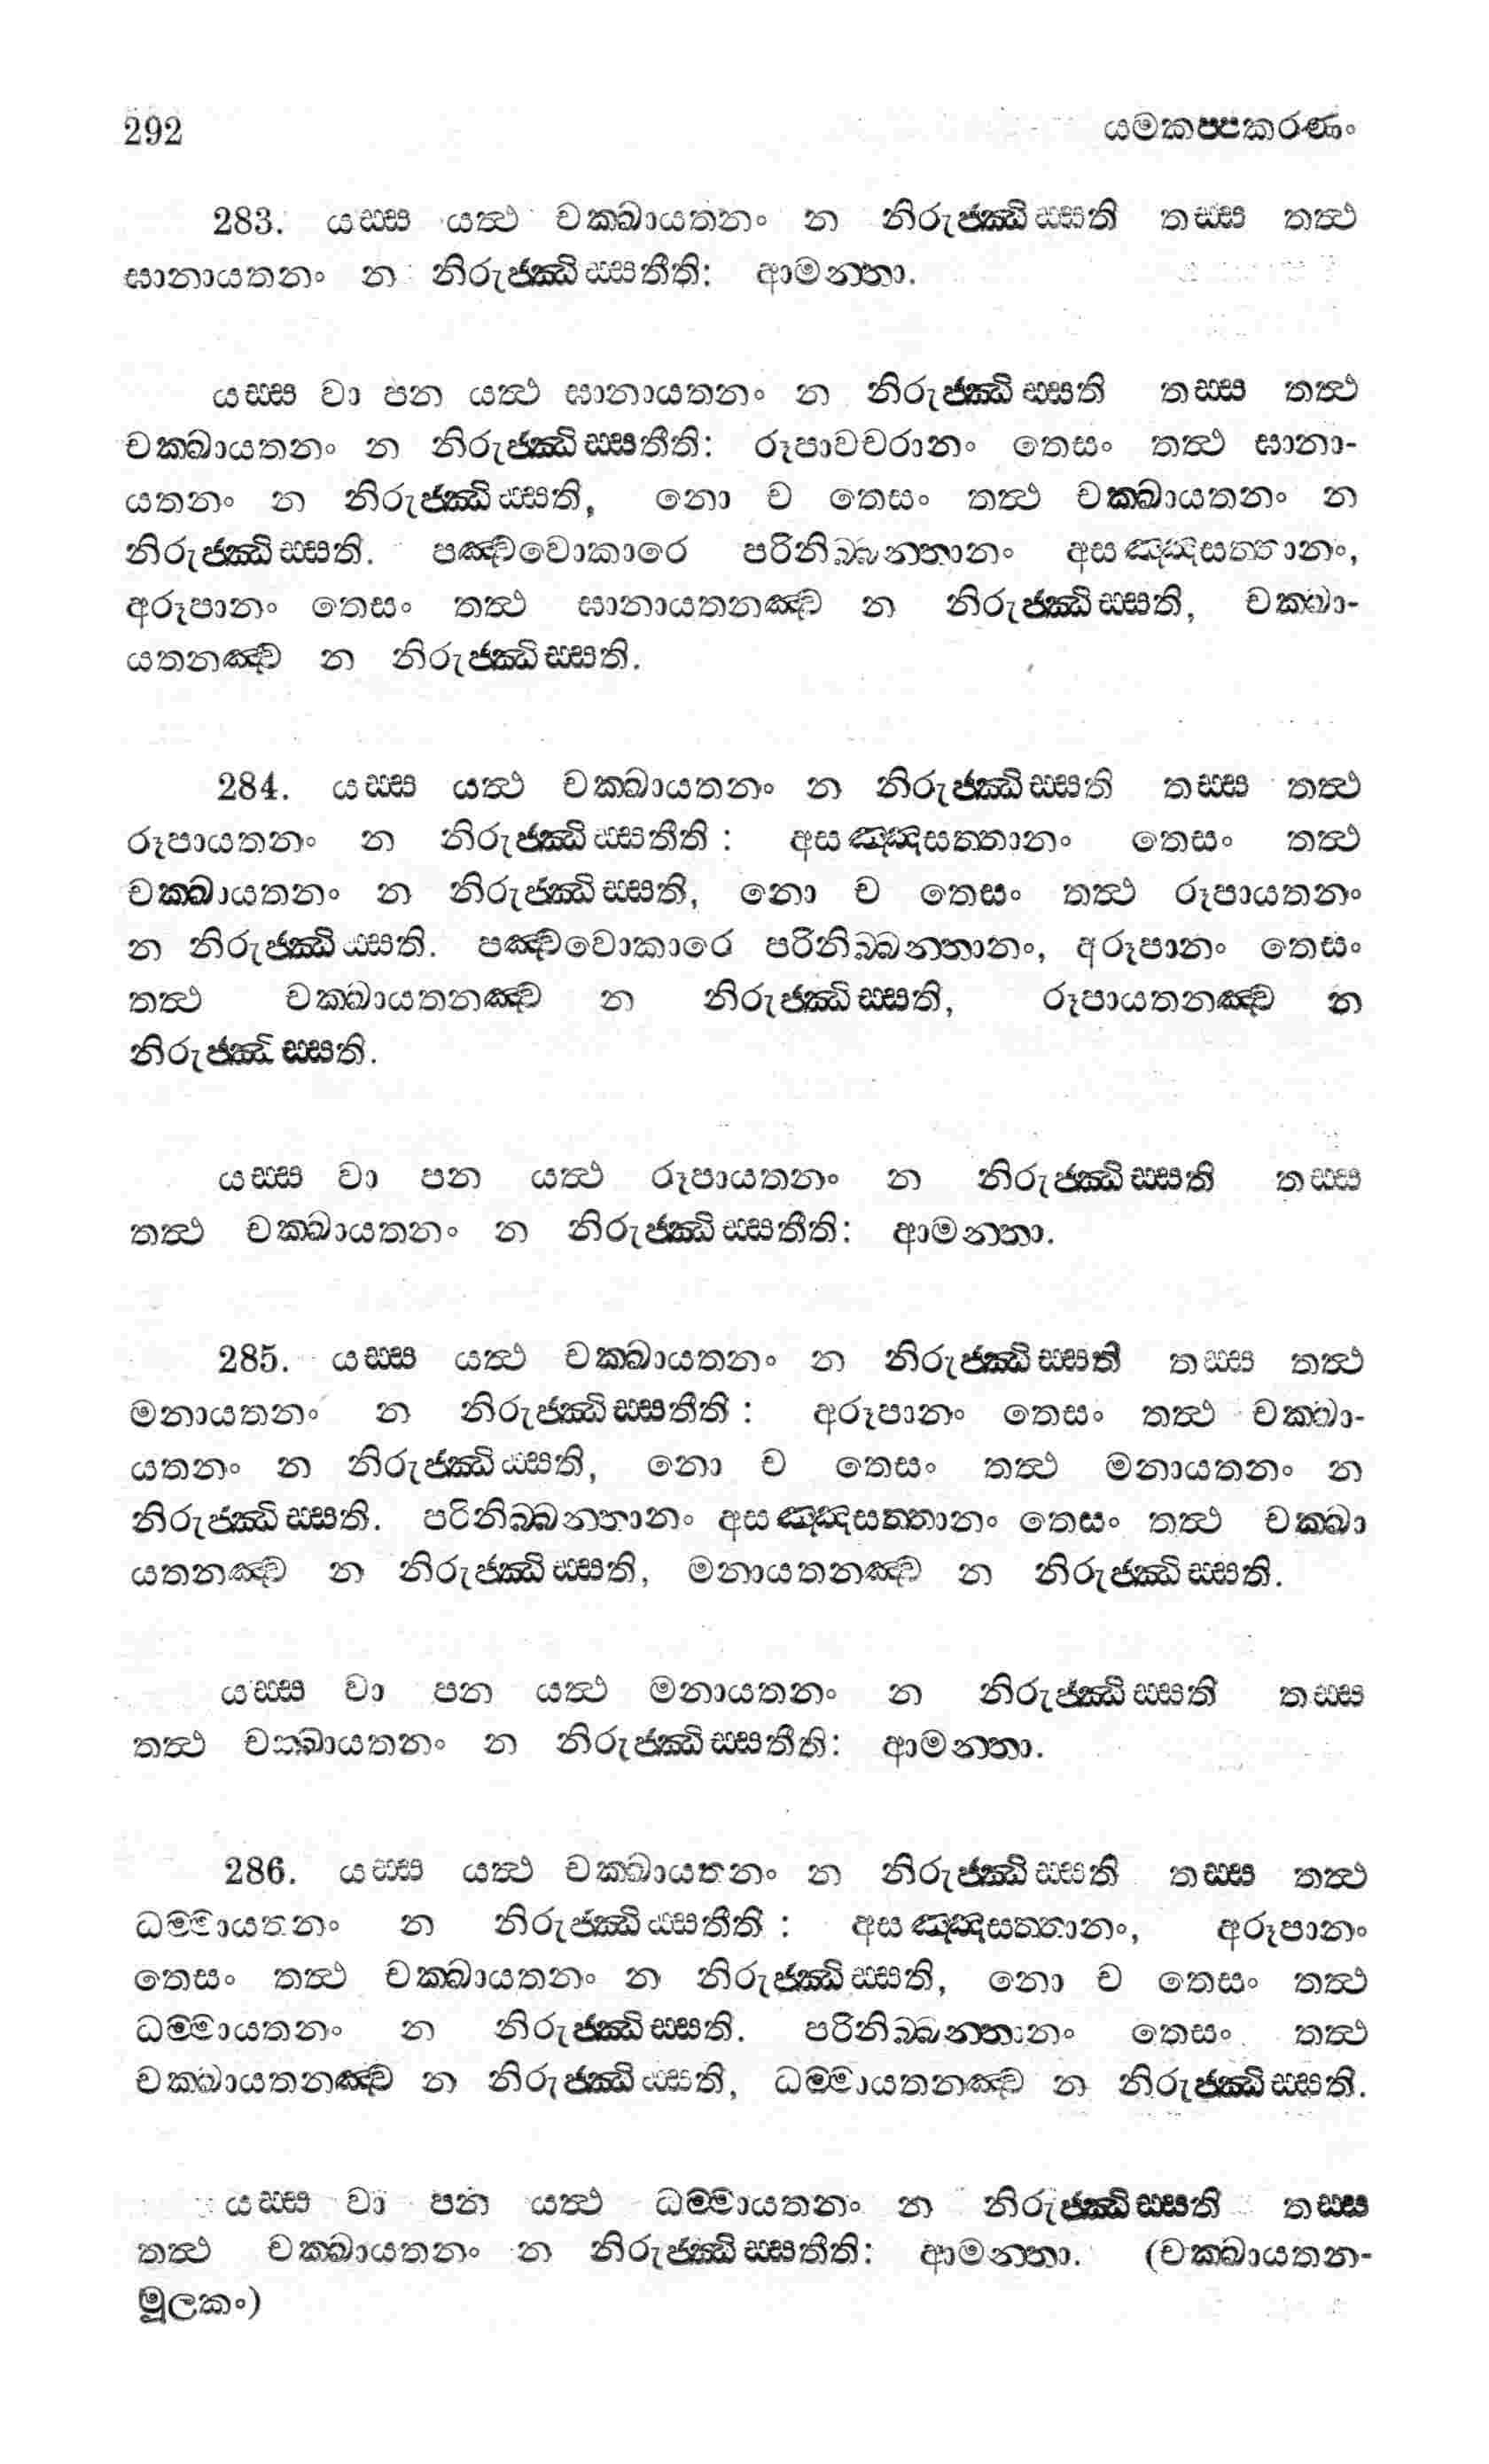 292 යමකප්පකරණං
283. යස්ස යත්ථ චක්ඛායතනං න නිරුජ්ඣිස්සති තස්ස තත්ථ
ඝානායතනං න නිරුජ්ඣිස්සතීති: ආමන්තා.
යස්ස වා පන යත්ථ ඝානායතනං න නිරුජ්ඣිස්සති තස්ස තත්ථ
චක්ඛායතනං න නිරුජ්ඣිස්සතීති: රූපාවචරානං තෙසං තත්ථ ඝානා-
යතනං න නිරුජ්ඣිස්සති, නො ච තෙසං තත්ථ චක්ඛායතනං න
නිරුජ්ඣිස්සති. පඤ්චවොකාරෙ පරිනිබ්බන්තානං අසඤ්ඤසත්තානං,
අරූපානං තෙසං තත්ථ ඝානායතනඤ්ච න නිරුජ්ඣිස්සති, චක්ඛා-
යතනඤ්ච න නිරුජ්ඣිස්සති.
284. යස්ස යත්ථ චක්ඛායතනං න නිරුජ්ඣිස්සති තස්ස තත්ථ
රූපායතනං න නිරුජ්ඣිස්සතීති : අසඤ්ඤසත්තානං තෙසං තත්ථ
චක්ඛායතනං න නිරුජ්ඣිස්සති, නො ච තෙසං තත්ථ රූපායතනං
න නිරුජ්ඣිස්සති. පඤ්චවොකාරෙ පරිනිබ්බන්තානං, අරූපානං තෙසං
තත්ථ චක්ඛායතනඤ්ච න නිරුජ්ඣිස්සති, රූපායතනඤ්ච න
නිරුජ්ඣිස්සති.
යස්ස වා පන යත්ථ රූපායතනං න නිරුජ්ඣිස්සති තස්ස
තත්ථ චක්ඛායතනං න නිරුජ්ඣිස්සතීති: ආමන්තා.
285. යස්ස යත්ථ චක්ඛායතනං න නිරුජ්ඣිස්සති තස්ස තත්ථ
මනායතනං න නිරුජ්ඣිස්සතීති : අරූපානං තෙසං තත්ථ චක්ඛා-
යතනං න නිරුජ්ඣිස්සති, නො ච තෙසං තත්ථ මනායතනං න
නිරුජ්ඣිස්සති. පරිනිබ්බන්තානං අසඤ්ඤසත්තානං තෙසං තත්ථ චක්ඛා
යතනඤ්ච න නිරුජ්ඣිස්සති, මනායතනඤ්ච න නිරුජ්ඣිස්සති.
යස්ස වා පන යත්ථ මනායතනං න නිරුජ්ඣිස්සති තස්ස
තත්ථ චක්ඛායතනං න නිරුජ්ඣිස්සතීති: ආමන්තා.
286. යස්ස යත්ථ චක්ඛායතනං න නිරුජ්ඣිස්සති තස්ස තත්ථ
ධම්මායතනං න නිරුජ්ඣිස්සතීති : අසඤ්ඤසත්තානං, අරූපානං
තෙසං තත්ථ චක්ඛායතනං න නිරුජ්ඣිස්සති, නො ච තෙසං තත්ථ
ධම්මායතනං න නිරුජ්ඣිස්සති. පරිනිබ්බන්තානං තෙසං තත්ථ
චක්ඛායතනඤ්ච න නිරුජ්ඣිස්සති, ධම්මායතනඤ්ච න නිරුජ්ඣිස්සති.
යස්ස වා පන යත්ථ ධම්මායතනං න නිරුජ්ඣිස්සති තස්ස
තත්ථ චක්ඛායතනං න නිරුජ්ඣිස්සතීති: ආමන්තා. (චක්ඛායතන-
මූලකං)